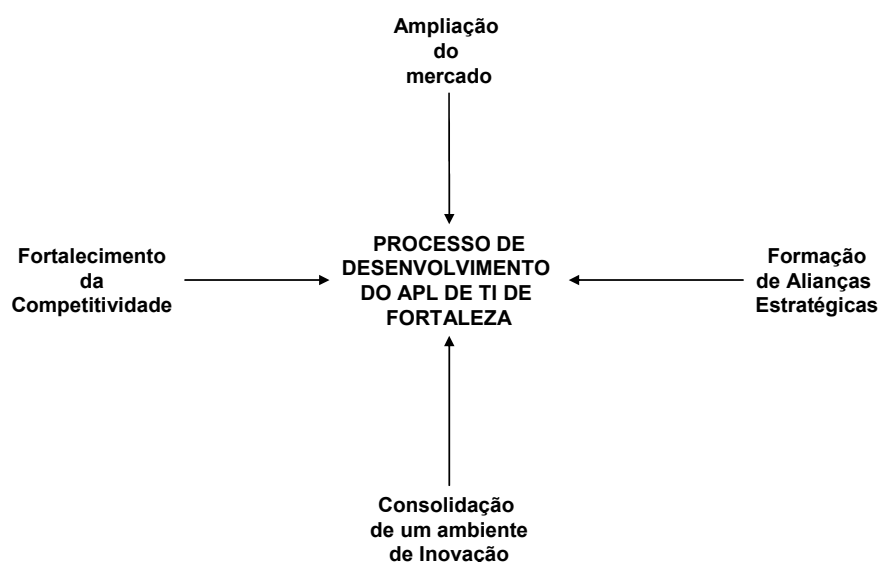 Ampliação
do
mercado
Fortalecimento
da
Competitividade
PROCESSO DE
DESENVOLVIMENTO
DO APL DE TI DE
FORTALEZA
Formação
de Alianças
Estratégicas
Consolidação
de um ambiente
de Inovação